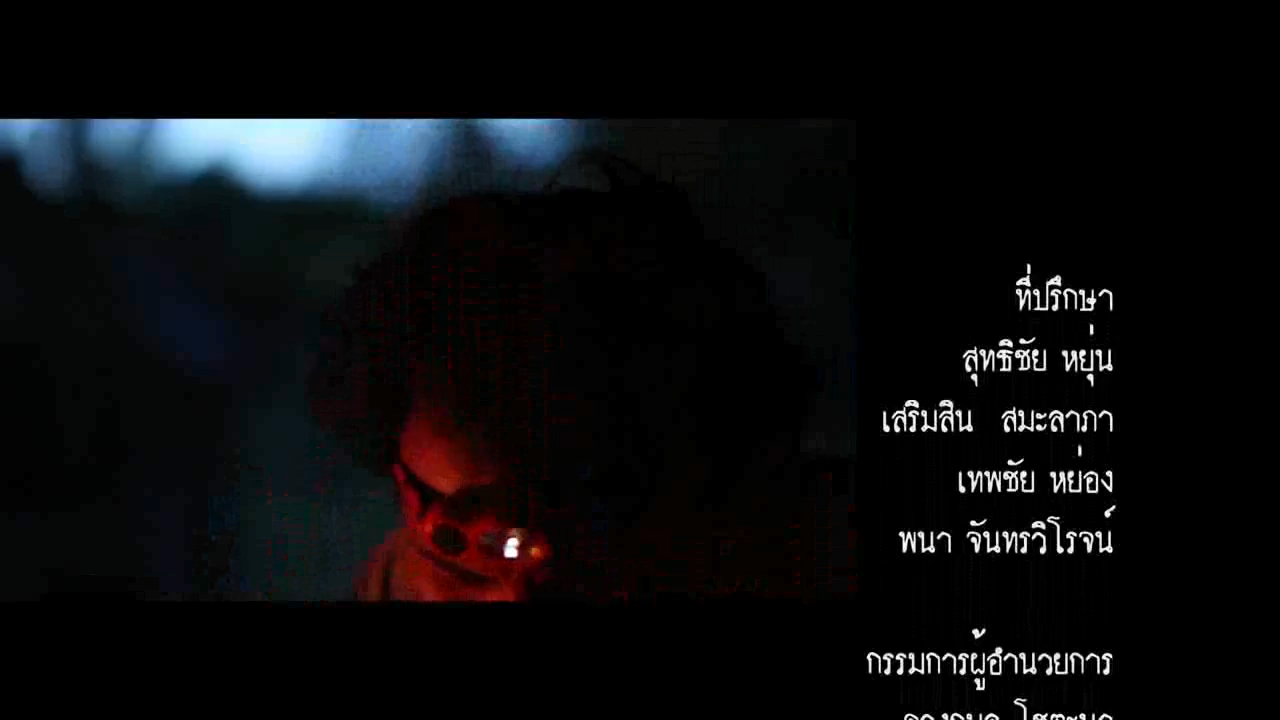 ที่ปรึกษา
สุทธิชัย หยุ่น
เสริมสิน สมะลาภา
เทพชัย หย่อง
พนา จันทรวิโรจน์
กรรมการผู้อำนวยการ